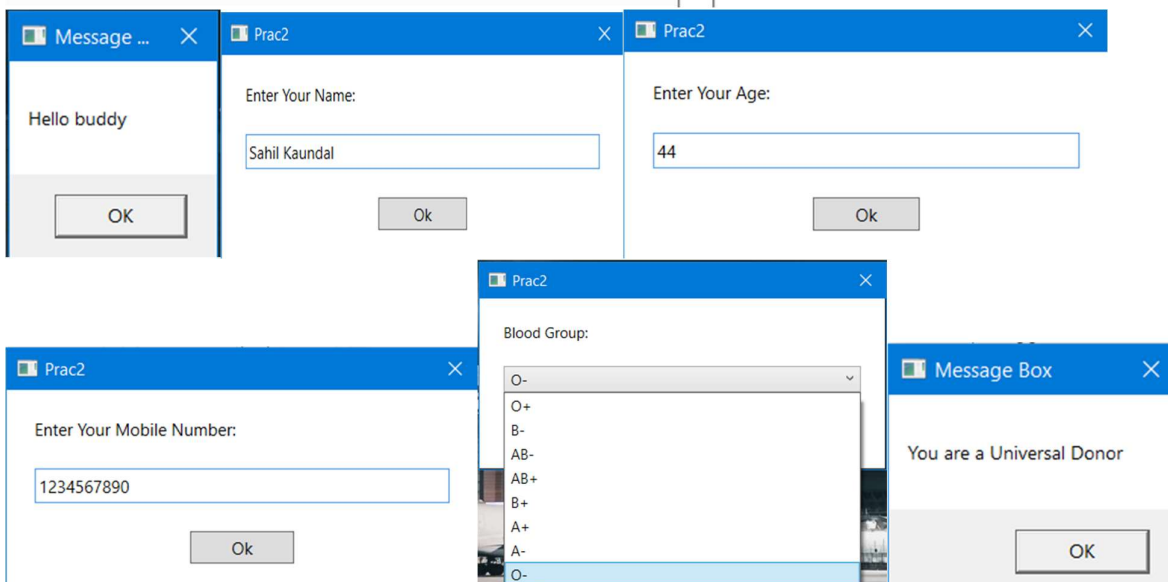 Message ...
Hello buddy
OK
Prac2
Enter Your Name:
Sahil Kaundal
Ok
Prac2
Enter Your Age:
44
Ok
Prac2
Enter Your Mobile Number:
1234567890
Ok
Prac2
Blood Group:
O-
O+
B-
AB-
AB+
B+
A+
A-
O-
Message Box
You are a Universal Donor
OK